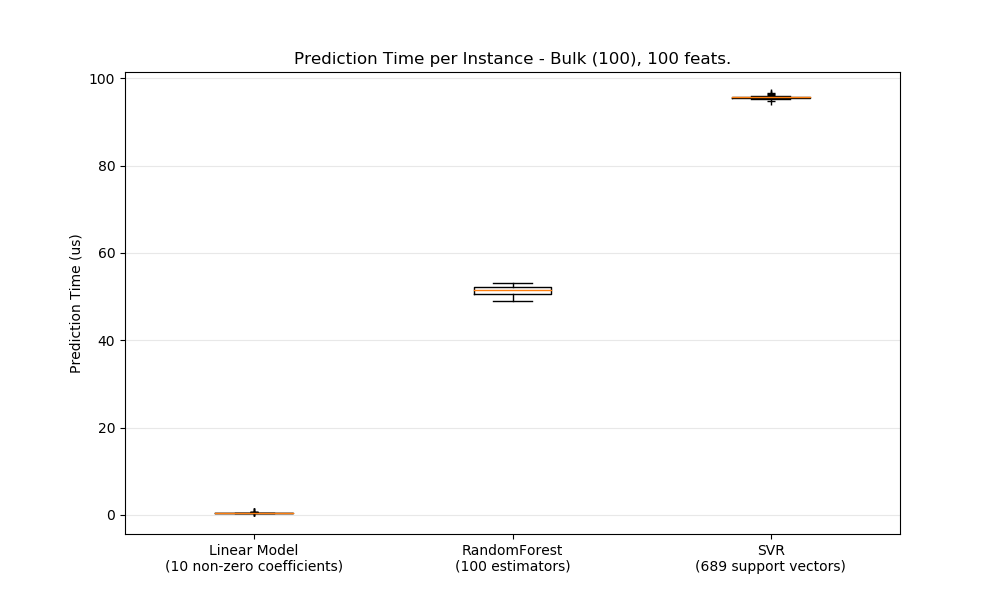 Prediction Time per Instance - Bulk (100), 100 feats.
100
80
60
40
20
0
Prediction Time (us)
Linear Model
(10 non-zero coefficients)
RandomForest
(100 estimators)
SVR
(689 support vectors)